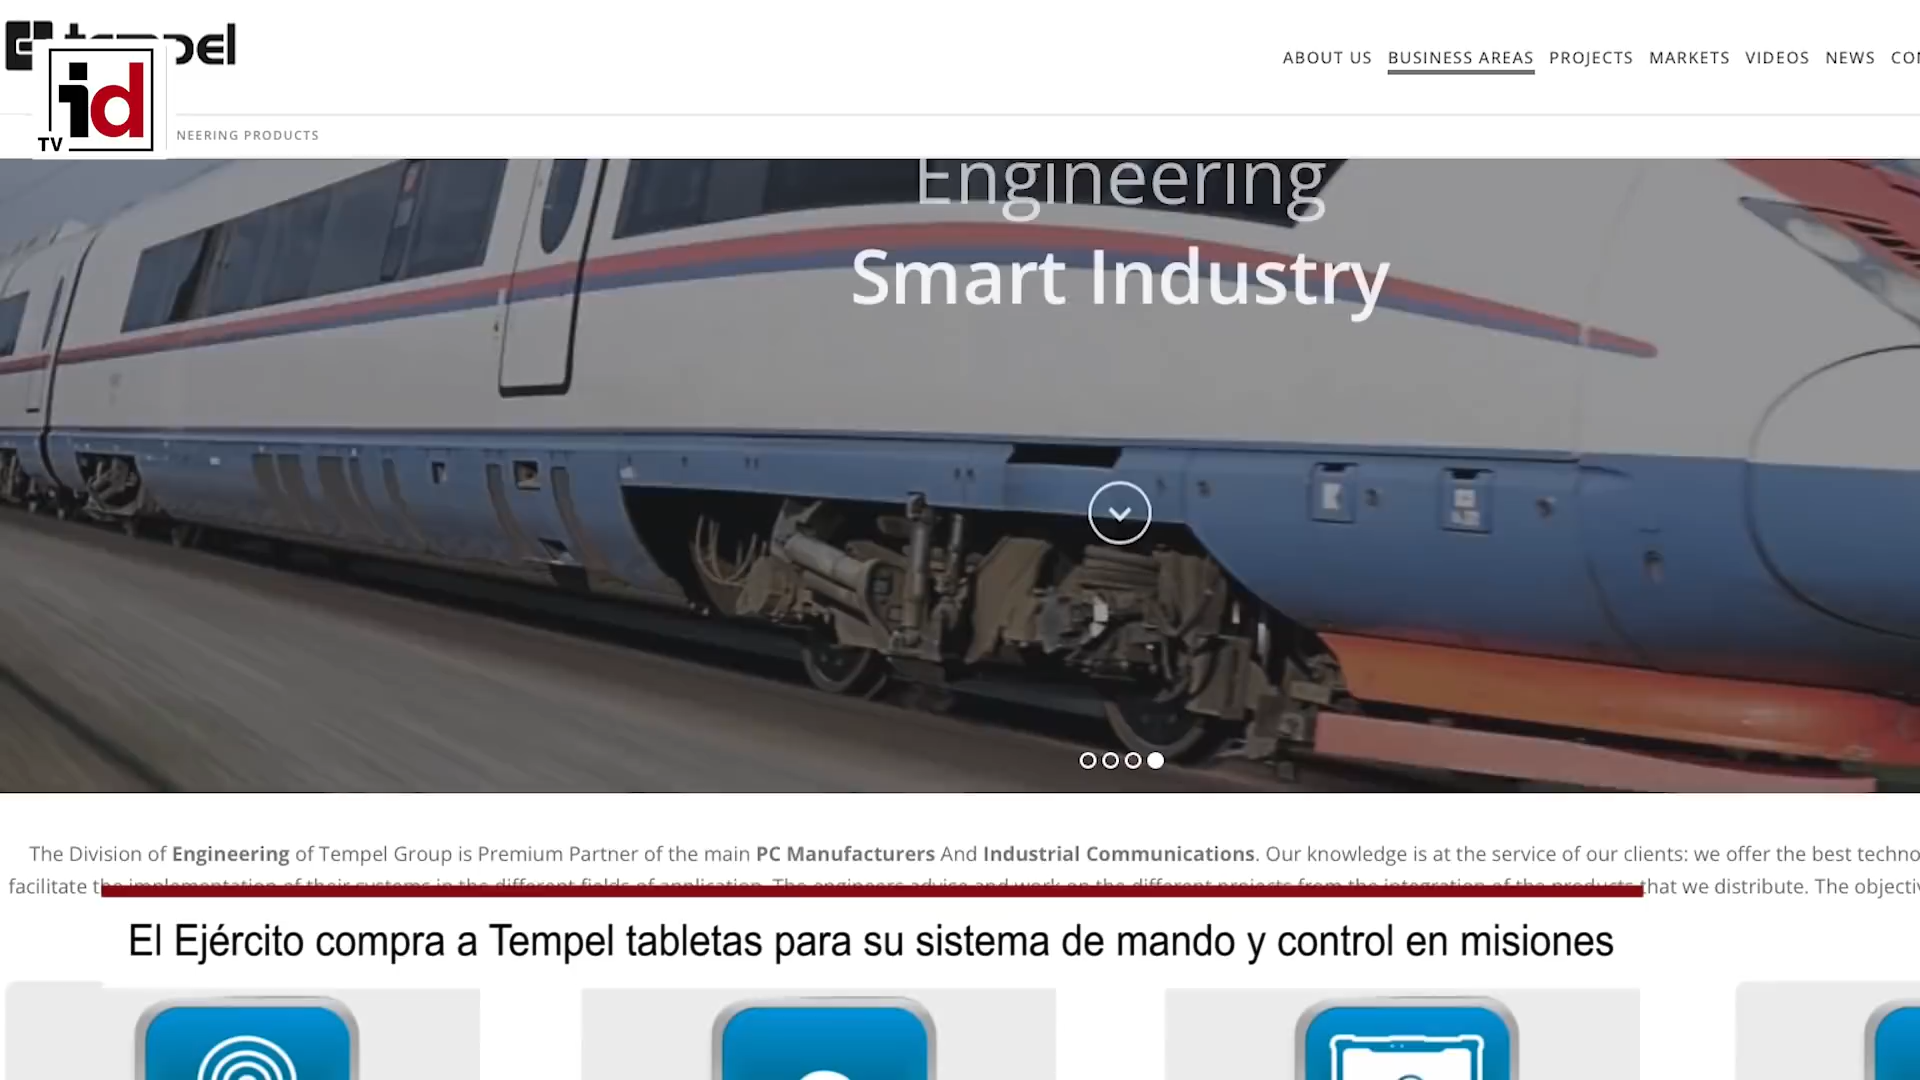 tempel
id
TV
ABOUT US BUSINESS AREAS PROJECTS MARKETS VIDEOS NEWS
NEERING PRODUCTS
Engineering
Smart Industry
The Division of Engineering of Tempel Group is Premium Partner of the main PC Manufacturers And Industrial Communications. Our knowledge is at the service of our clients: we offer the best techno
facilitate the implementation of their systems in the different fields of application. The engineers advise and work on the different projects from the integration of the products that we distribute. The objectiv
El Ejército compra a Tempel tabletas para su sistema de mando y control en misiones